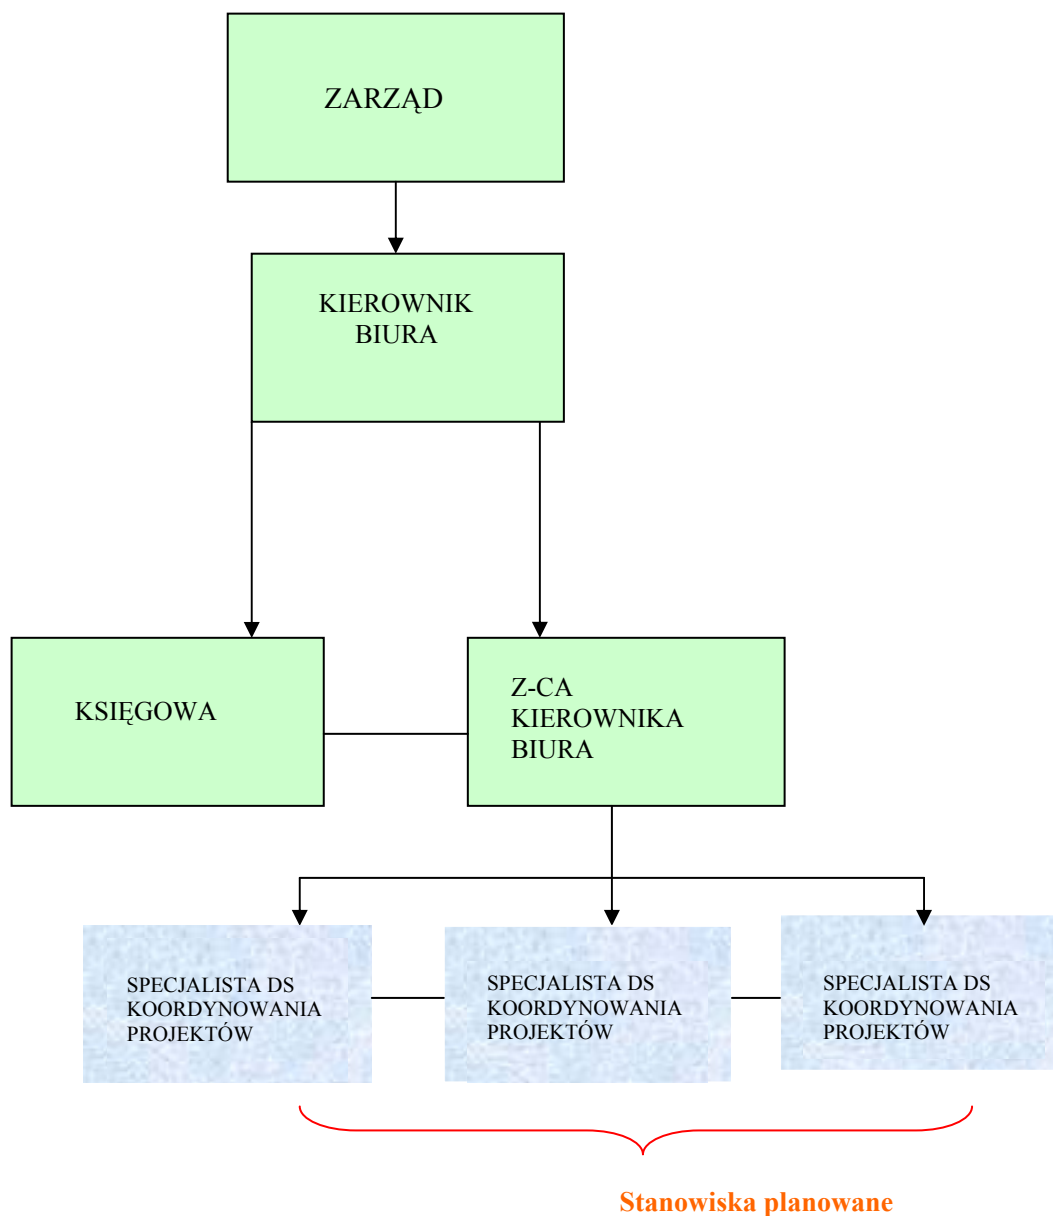 ZARZĄD
KIEROWNIK
BIURA
KSIĘGOWA
Z-CA
KIEROWNIKA
BIURA
SPECJALISTA DS
KOORDYNOWANIA
PROJEKTÓW
SPECJALISTA DS
KOORDYNOWANIA
PROJEKTÓW
SPECJALISTA DS
KOORDYNOWANIA
PROJEKTÓW
Stanowiska planowane